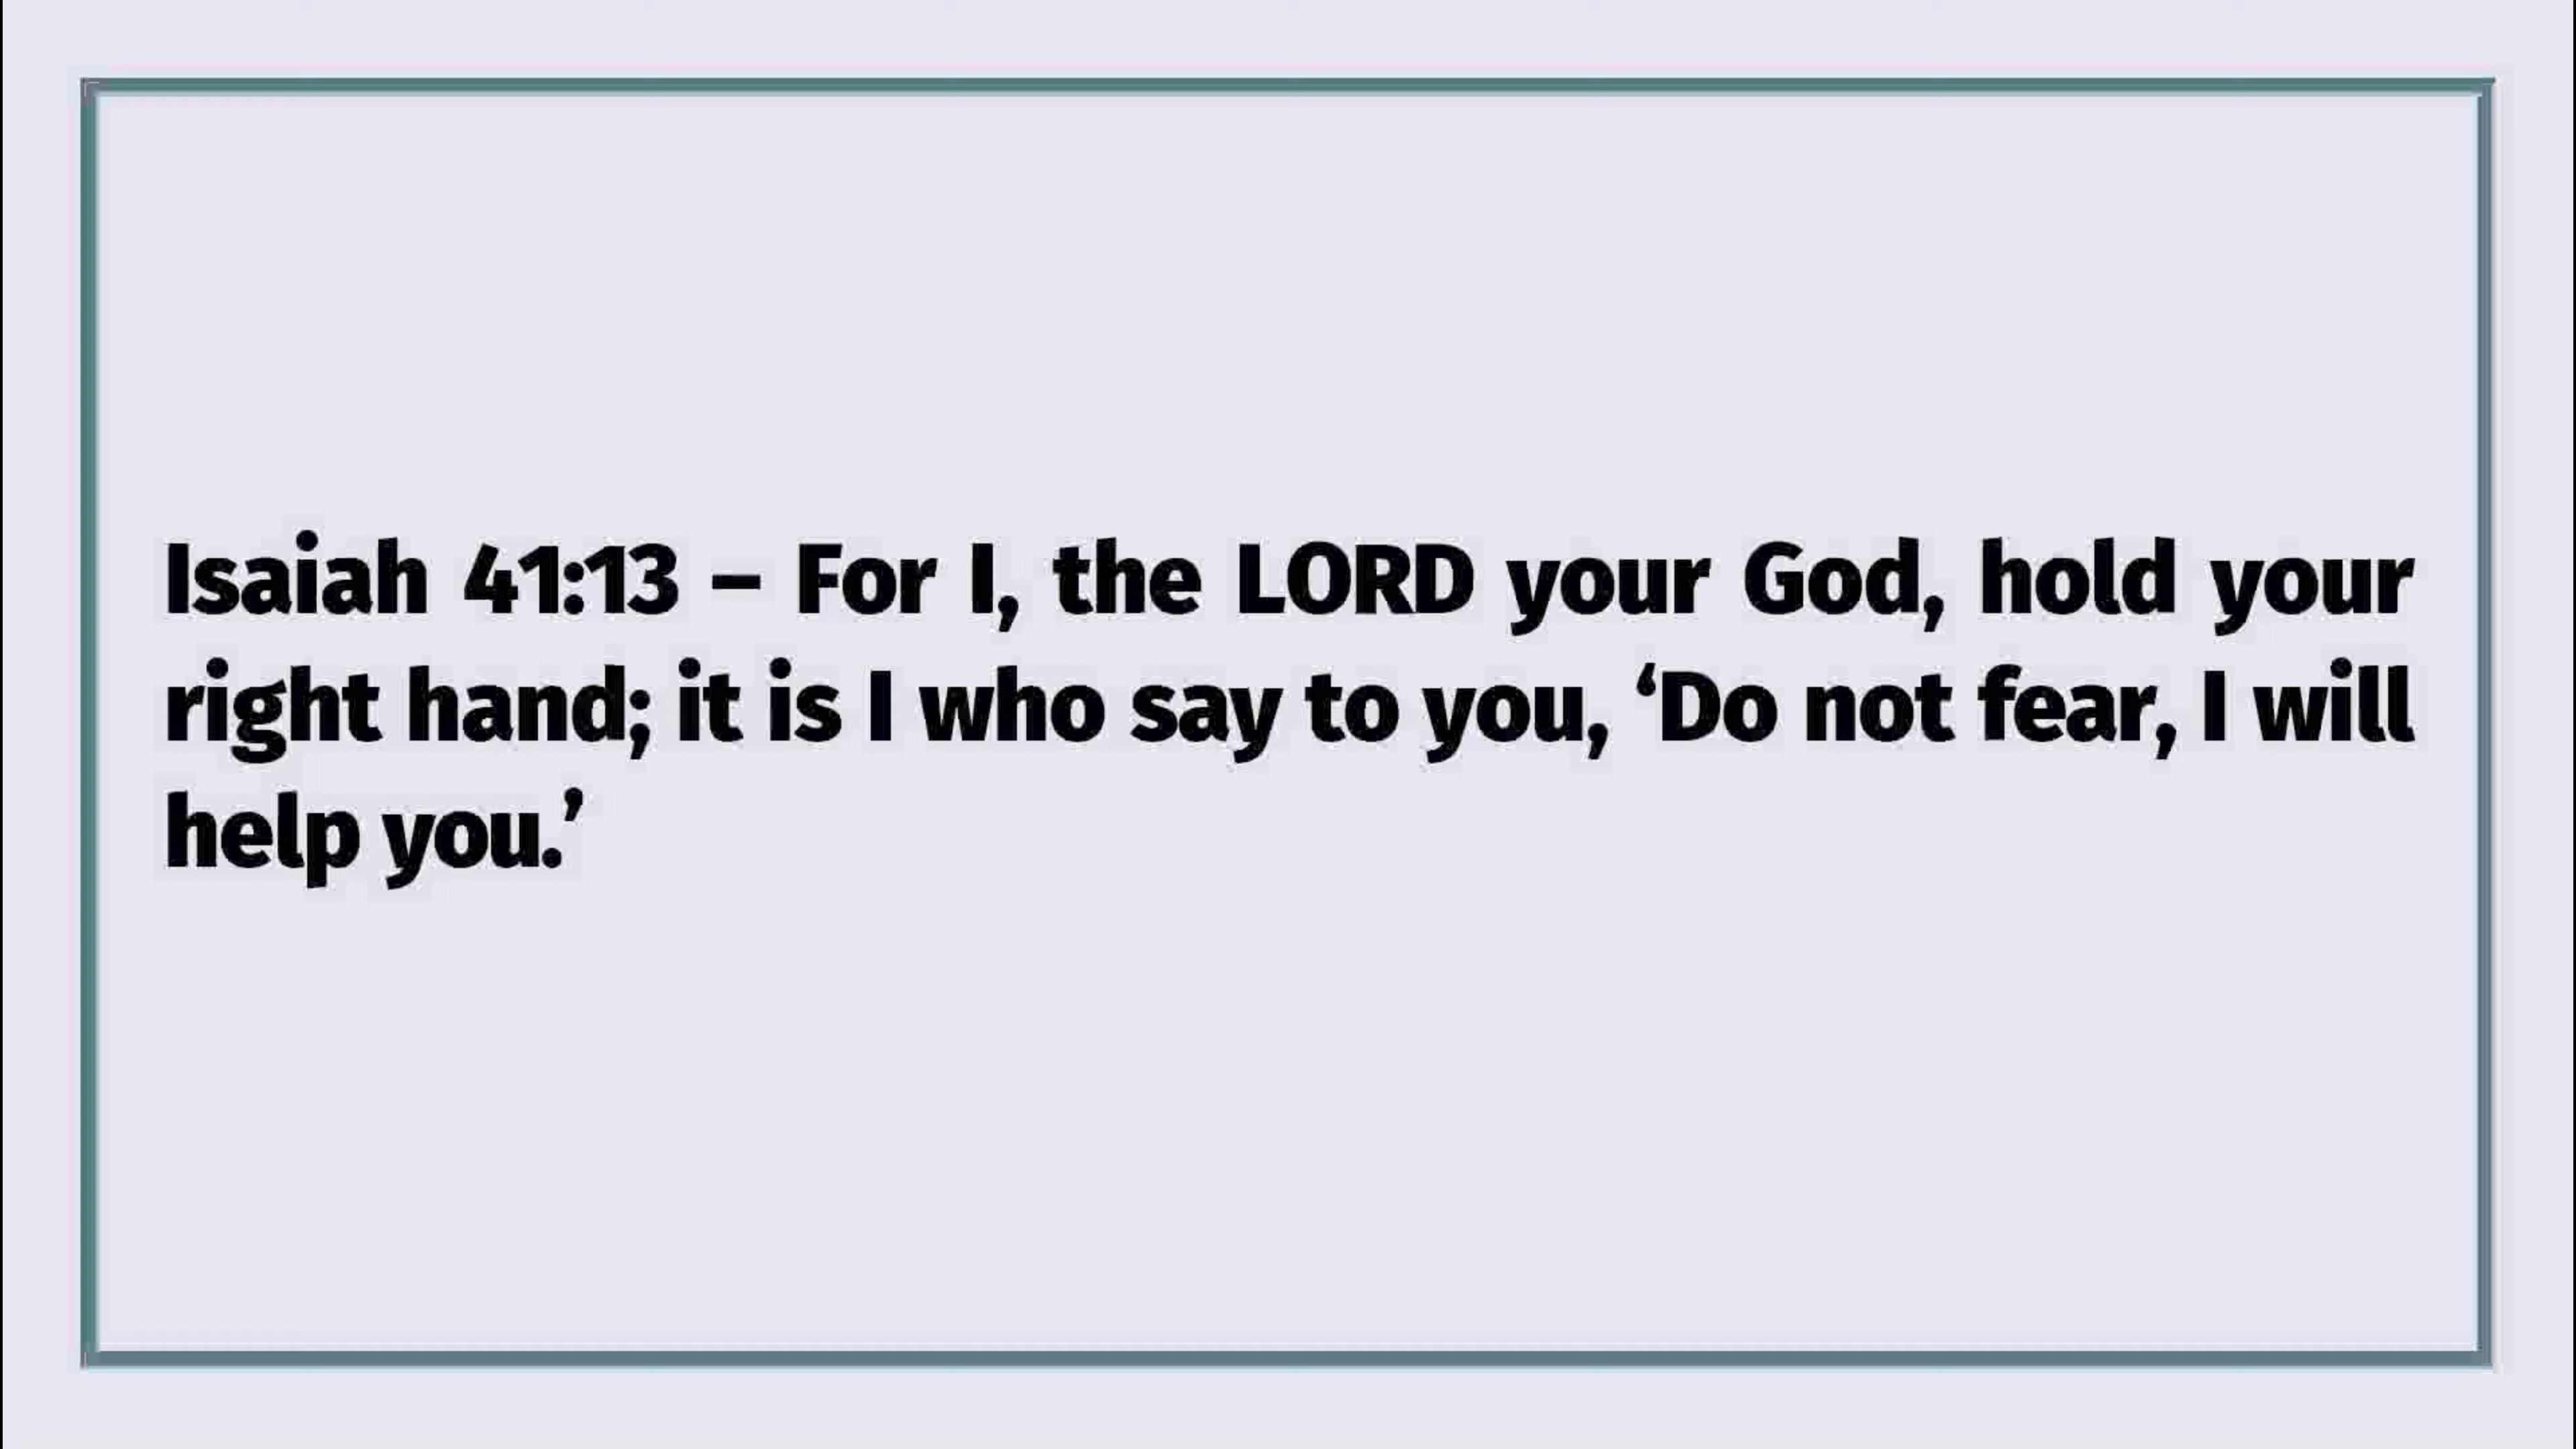 Isaiah 41:13 – For I, the LORD your God, hold your
right hand; it is I who say to you, ‘Do not fear, I will
help you.’